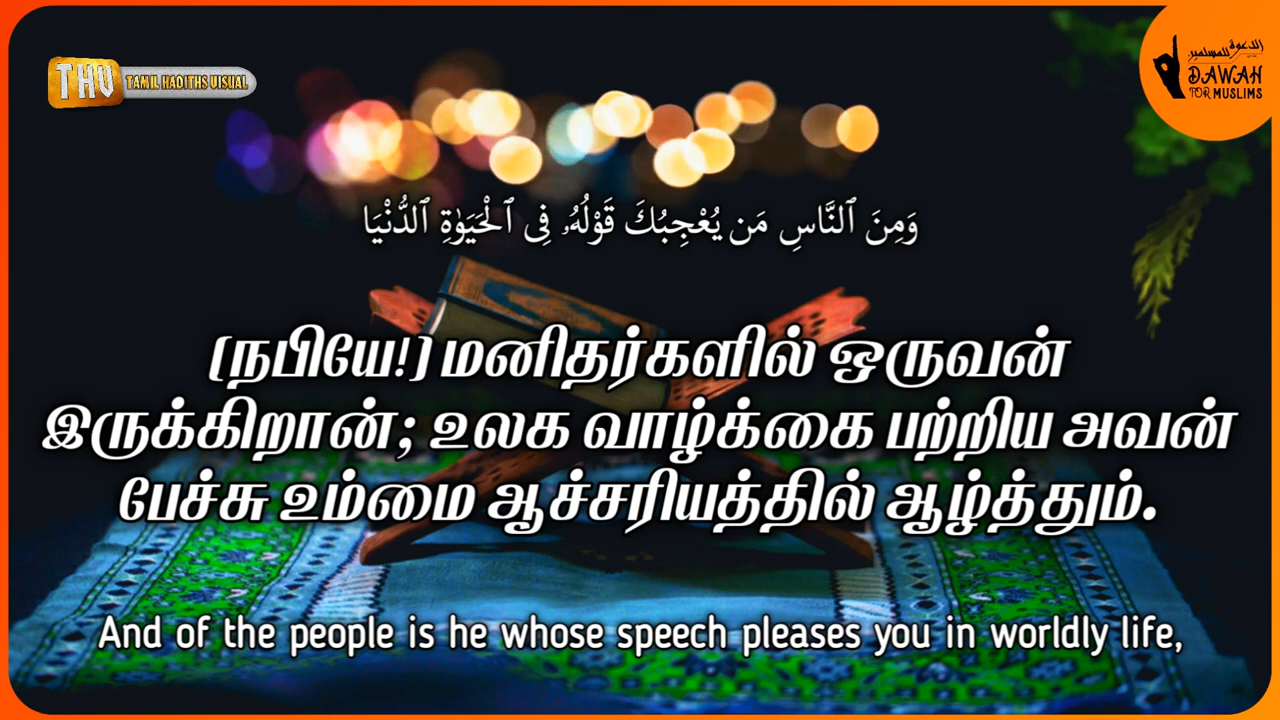 THV TAMIL HADITHS VISUAL
الدعوة للمسلمين
DAWAH
FOR MUSLIMS
وَمِنَ ٱلنَّاسِ مَن يُعْجِبُكَ قَوْلُهُۥ فِى ٱلْحَيَوٰةِ ٱلدُّنْيَا
(நபியே!) மனிதர்களில் ஒருவன்
இருக்கிறான்; உலக வாழ்க்கை பற்றிய அவன்
பேச்சு உம்மை ஆச்சரியத்தில் ஆழ்த்தும்.
And of the people is he whose speech pleases you in worldly life,